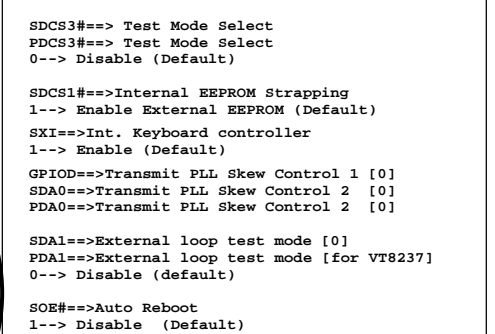 SDCS3#==> Test Mode Select
PDCS3#==> Test Mode Select
0--> Disable (Default)
SDCS1#==>Internal EEPROM Strapping
1--> Enable External EEPROM (Default)
SXI==>Int. Keyboard controller
1--> Enable (Default)
GPIOD==>Transmit PLL Skew Control 1 [0]
SDA0==>Transmit PLL Skew Control 2  [0]
PDA0==>Transmit PLL Skew Control 2  [0]
SDA1==>External loop test mode [0]
PDA1==>External loop test mode [for VT8237]
0--> Disable (default)
SOE#==>Auto Reboot
1--> Disable  (Default)